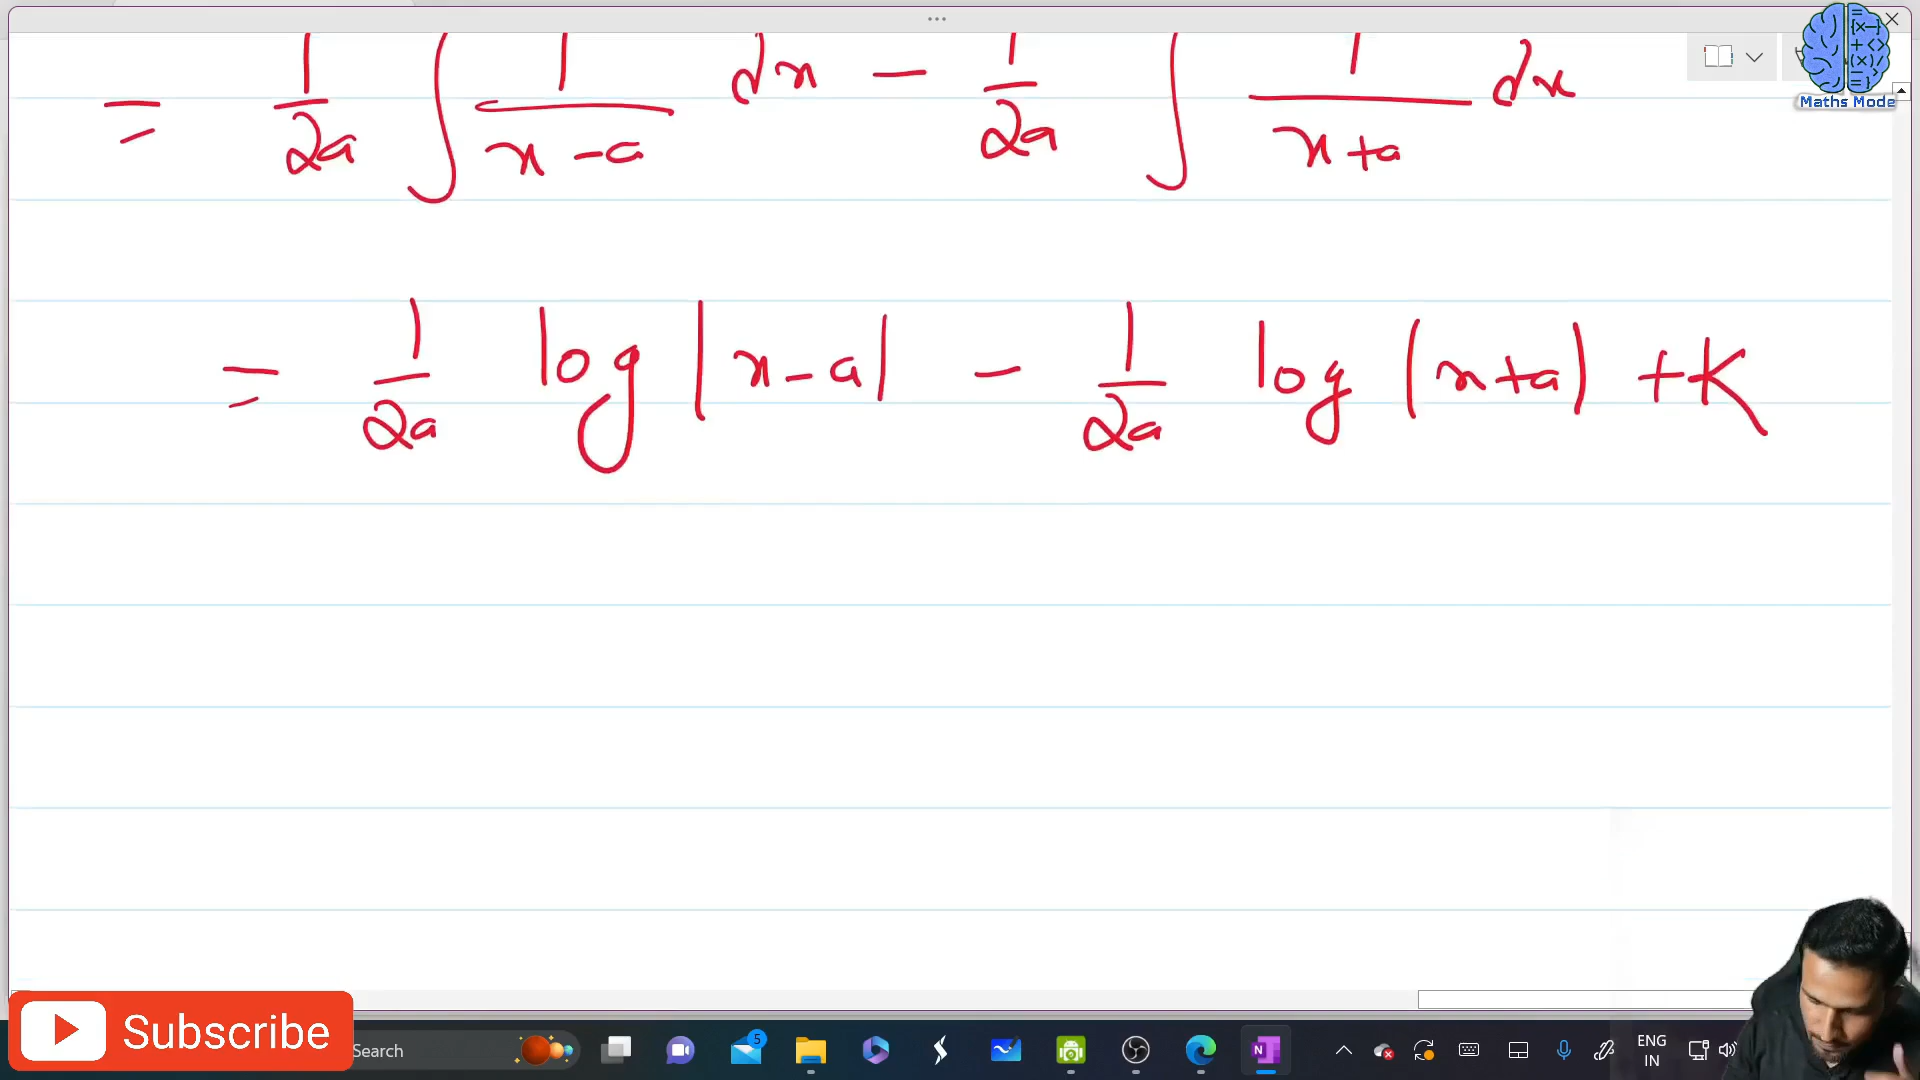 = 1/2a ∫ 1/(x-a) dx - 1/2a ∫ 1/(x+a) dx
Maths Mode
= 1/2a log |x-a| - 1/2a log |x+a| + K
Subscribe
Search
5
ENG
IN